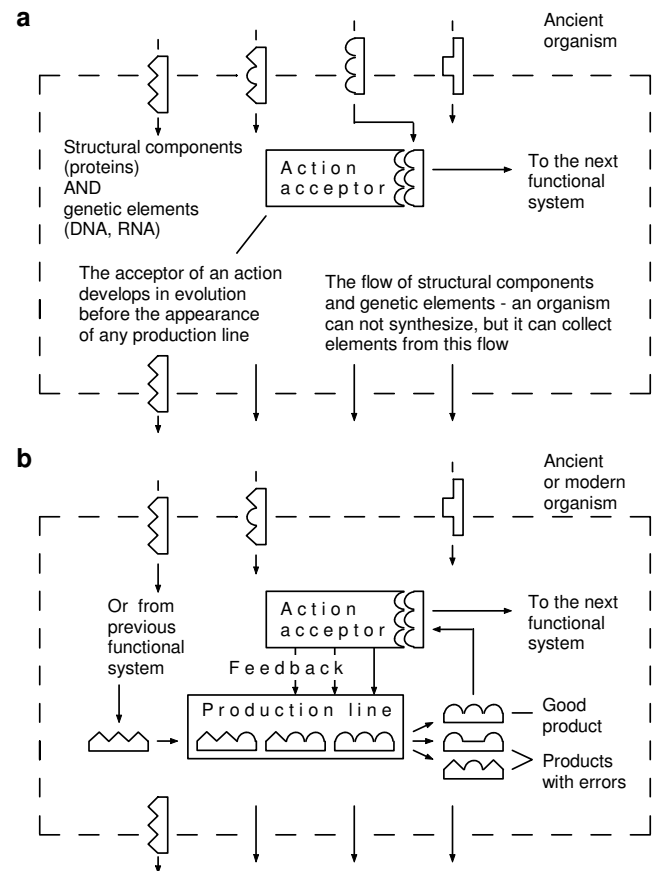 a
Ancient
organism
Structural components
(proteins)
AND
genetic elements
(DNA, RNA)
Action
acceptor
To the next
functional
system
The acceptor of an action
develops in evolution
before the appearance
of any production line
The flow of structural components
and genetic elements - an organism
can not synthesize, but it can collect
elements from this flow
b
Ancient
or modern
organism
Or from
previous
functional
system
Action
acceptor
To the next
functional
system
Feedback
Production line
Good
product
Products
with errors